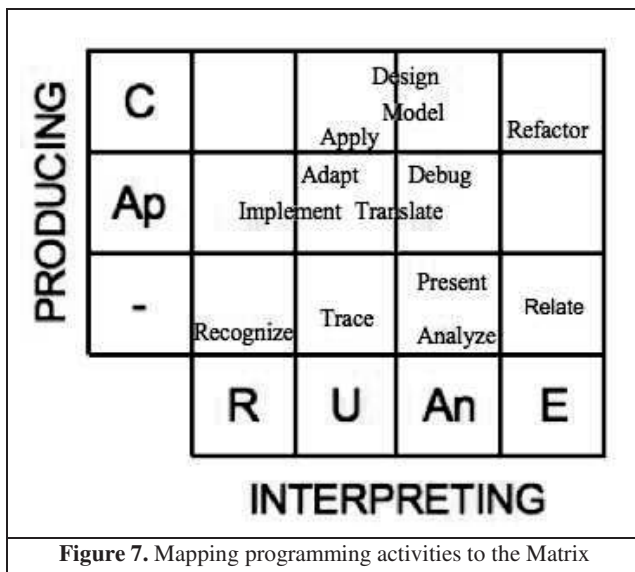 PRODUCING
C
Design
Model
Apply
Refactor
Ap
Adapt
Debug
Implement
Translate
-
Recognize
Trace
Present
Analyze
Relate
R
U
An
E
INTERPRETING
Figure 7. Mapping programming activities to the Matrix